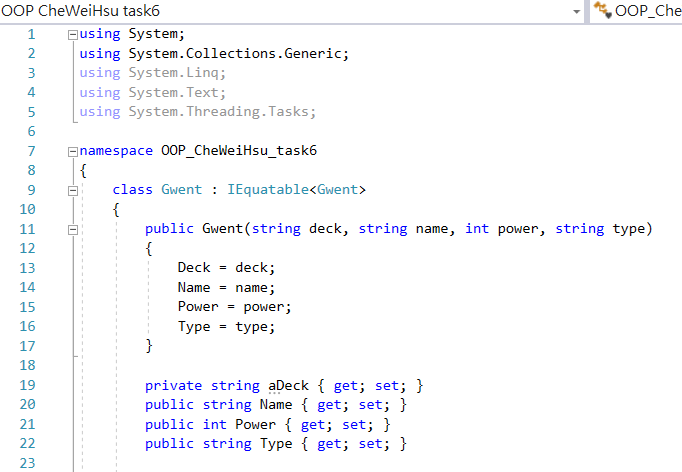 OOP CheWeiHsu task6 OOP_Che
1 using System;
2 using System.Collections.Generic;
3 using System.Linq;
4 using System.Text;
5 using System.Threading.Tasks;
6
7 namespace OOP_CheWeiHsu_task6
8 {
9 class Gwent : IEquatable<Gwent>
10 {
11 public Gwent(string deck, string name, int power, string type)
12 {
13 Deck = deck;
14 Name = name;
15 Power = power;
16 Type = type;
17 }
18
19 private string aDeck { get; set; }
20 public string Name { get; set; }
21 public int Power { get; set; }
22 public string Type { get; set; }
23